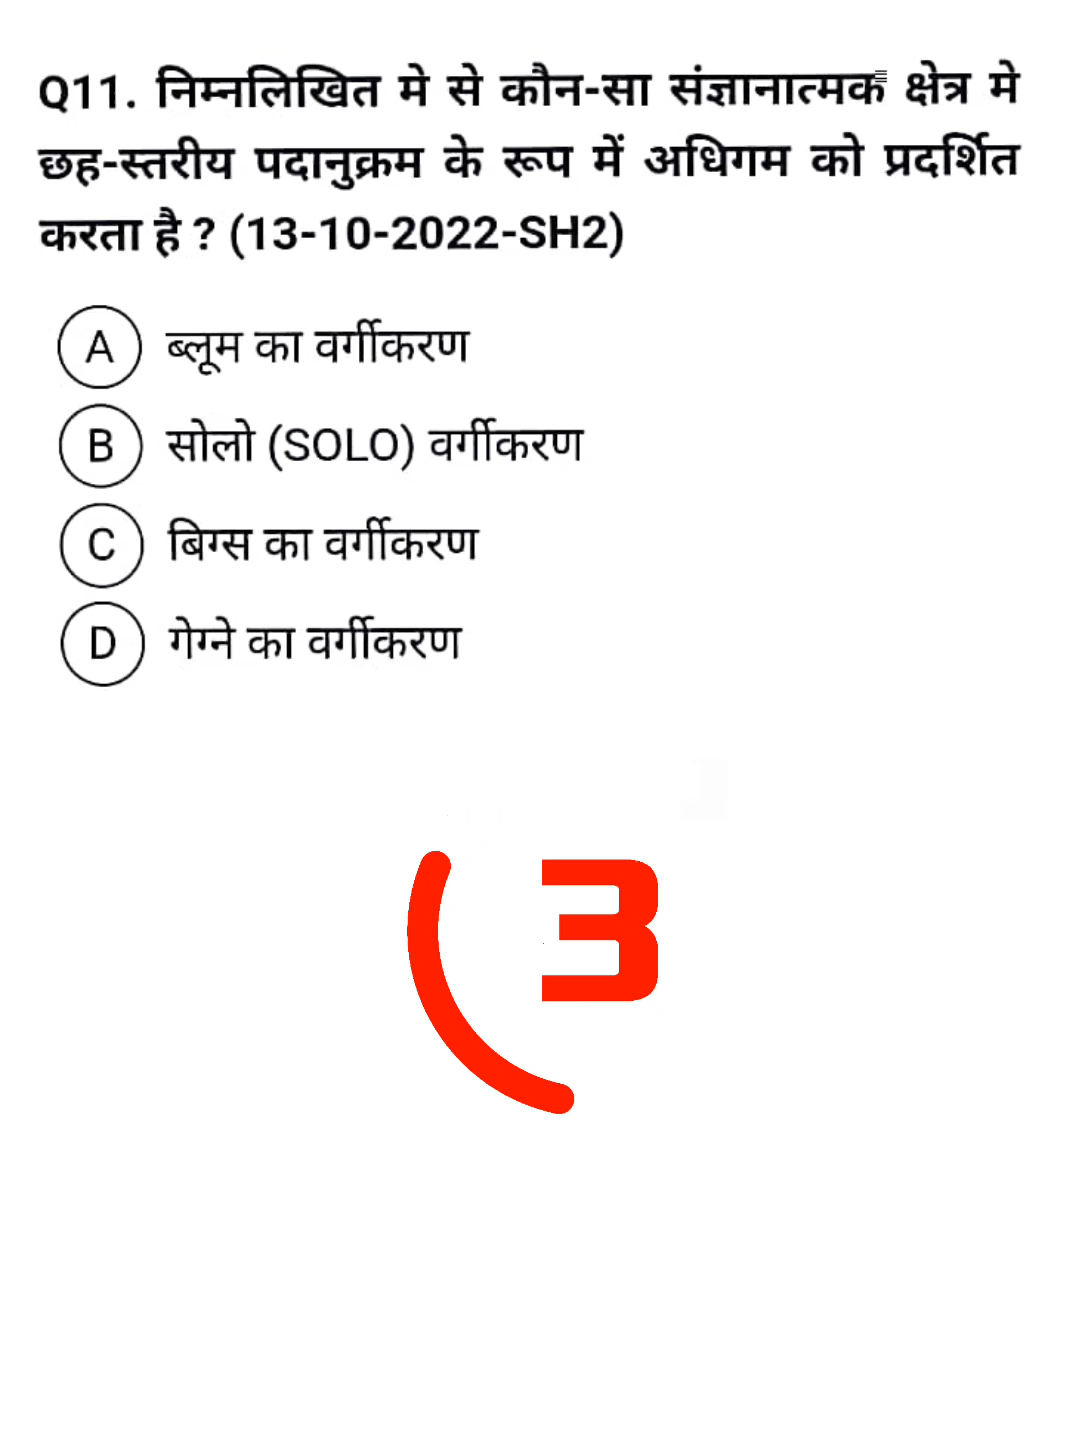 Q11. निम्नलिखित मे से कौन-सा संज्ञानात्मक क्षेत्र मे
छह-स्तरीय पदानुक्रम के रूप में अधिगम को प्रदर्शित
करता है ? (13-10-2022-SH2)
A ब्लूम का वर्गीकरण
B सोलो (SOLO) वर्गीकरण
C बिग्स का वर्गीकरण
D गेग्ने का वर्गीकरण
3